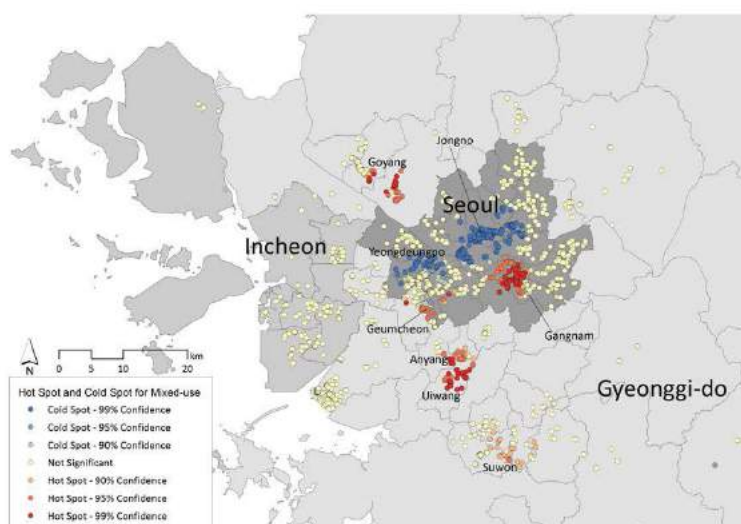 Jongno
Goyang
Seoul
Incheon
Yeongdeungpo
Geumcheon
Gangnam
Anyang
Uiwang
Gyeonggi-do
Suwon
N
0 5 10 20
km
Hot Spot and Cold Spot for Mixed-use
Cold Spot - 99% Confidence
Cold Spot - 95% Confidence
Cold Spot - 90% Confidence
Not Significant
Hot Spot - 90% Confidence
Hot Spot - 95% Confidence
Hot Spot - 99% Confidence